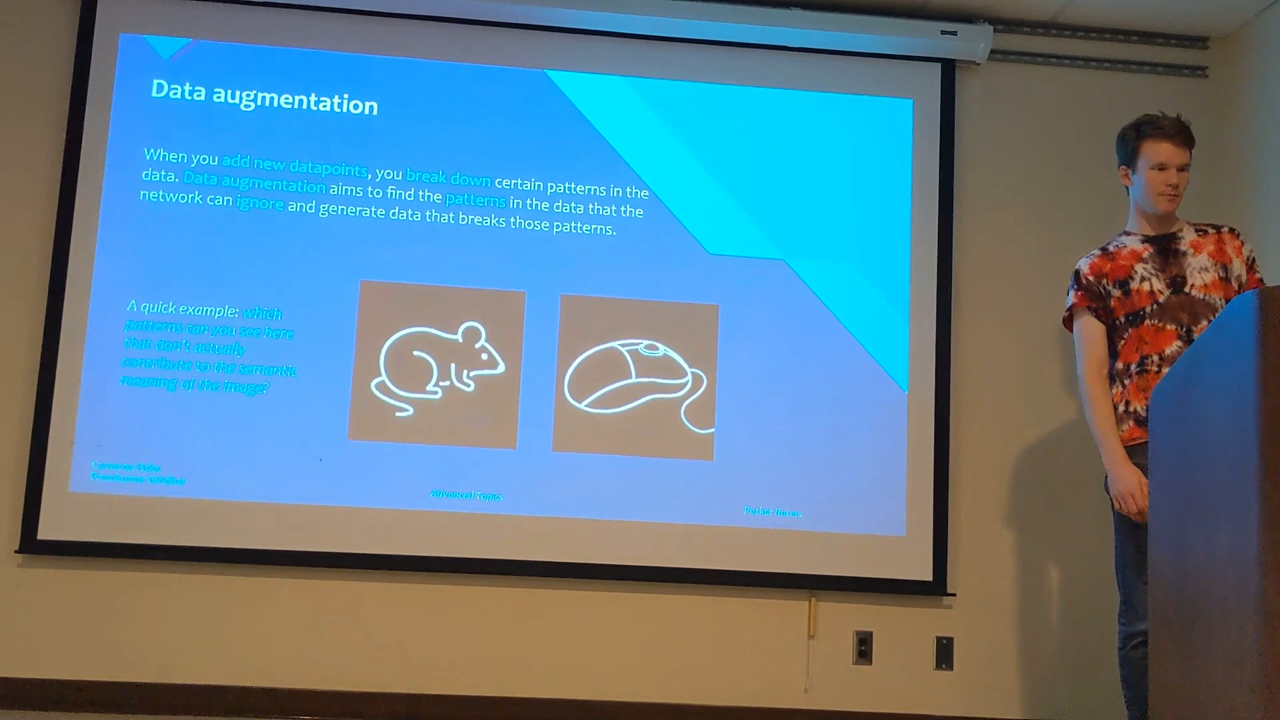 Data augmentation
When you add new datapoints, you break down certain patterns in the
data. Data augmentation aims to find the patterns in the data that the
network can ignore and generate data that breaks those patterns.
A quick example: which
patterns can you see here
that don't actually
contribute to the semantic
meaning of the image?
Advanced Topics